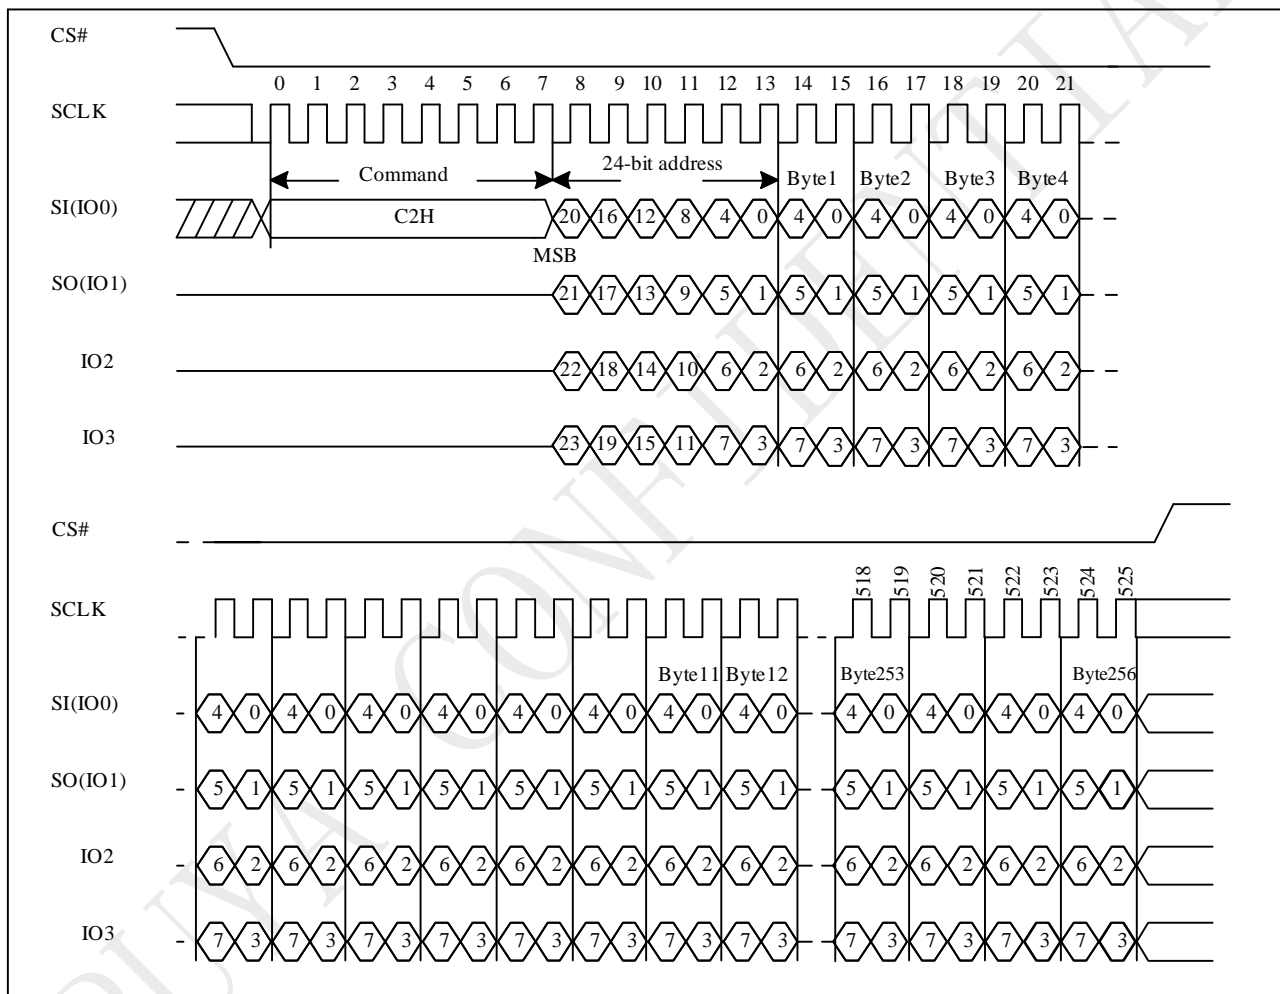 CS#
0 1 2 3 4 5 6 7 8 9 10 11 12 13 14 15 16 17 18 19 20 21
SCLK
Command 24-bit address Byte1 Byte2 Byte3 Byte4
SI(IO0) C2H 20 16 12 8 4 0 4 0 4 0 4 0 4 0
MSB
SO(IO1) 21 17 13 9 5 1 5 1 5 1 5 1 5 1
IO2 22 18 14 10 6 2 6 2 6 2 6 2 6 2
IO3 23 19 15 11 7 3 7 3 7 3 7 3 7 3
CS#
518 519 520 521 522 523 524 525
SCLK
Byte11 Byte12 Byte253 Byte256
SI(IO0) 4 0 4 0 4 0 4 0 4 0 4 0 4 0 4 0 4 0 4 0 4 0 4 0
SO(IO1) 5 1 5 1 5 1 5 1 5 1 5 1 5 1 5 1 5 1 5 1 5 1 5 1
IO2 6 2 6 2 6 2 6 2 6 2 6 2 6 2 6 2 6 2 6 2 6 2 6 2
IO3 7 3 7 3 7 3 7 3 7 3 7 3 7 3 7 3 7 3 7 3 7 3 7 3
PUYA CONFIDENTIAL